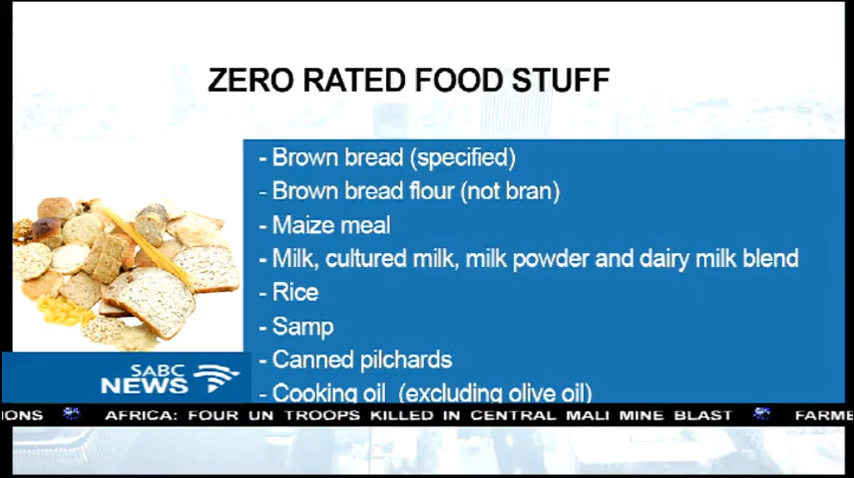 ZERO RATED FOOD STUFF
- Brown bread (specified)
- Brown bread flour (not bran)
- Maize meal
- Milk, cultured milk, milk powder and dairy milk blend
- Rice
- Samp
- Canned pilchards
- Cooking oil (excluding olive oil)
SABC
NEWS
IONS AFRICA: FOUR UN TROOPS KILLED IN CENTRAL MALI MINE BLAST FARME